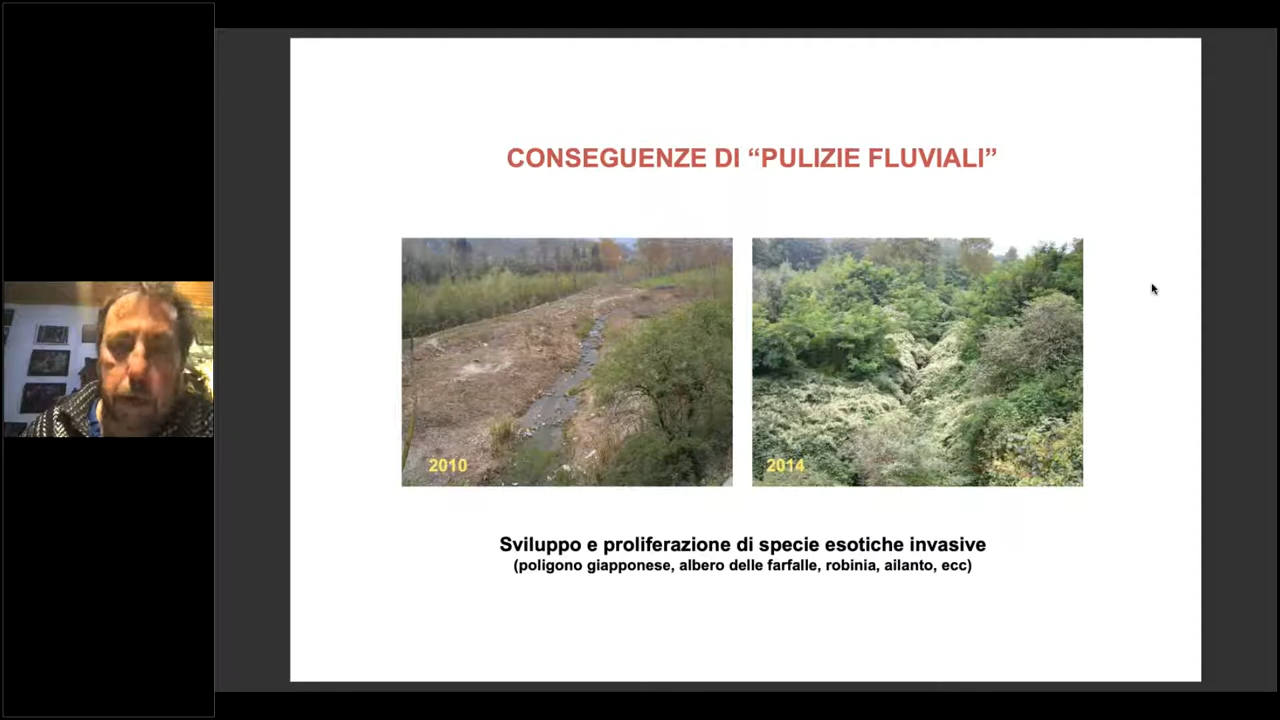 CONSEGUENZE DI “PULIZIE FLUVIALI”
2010
2014
Sviluppo e proliferazione di specie esotiche invasive
(poligono giapponese, albero delle farfalle, robinia, ailanto, ecc)